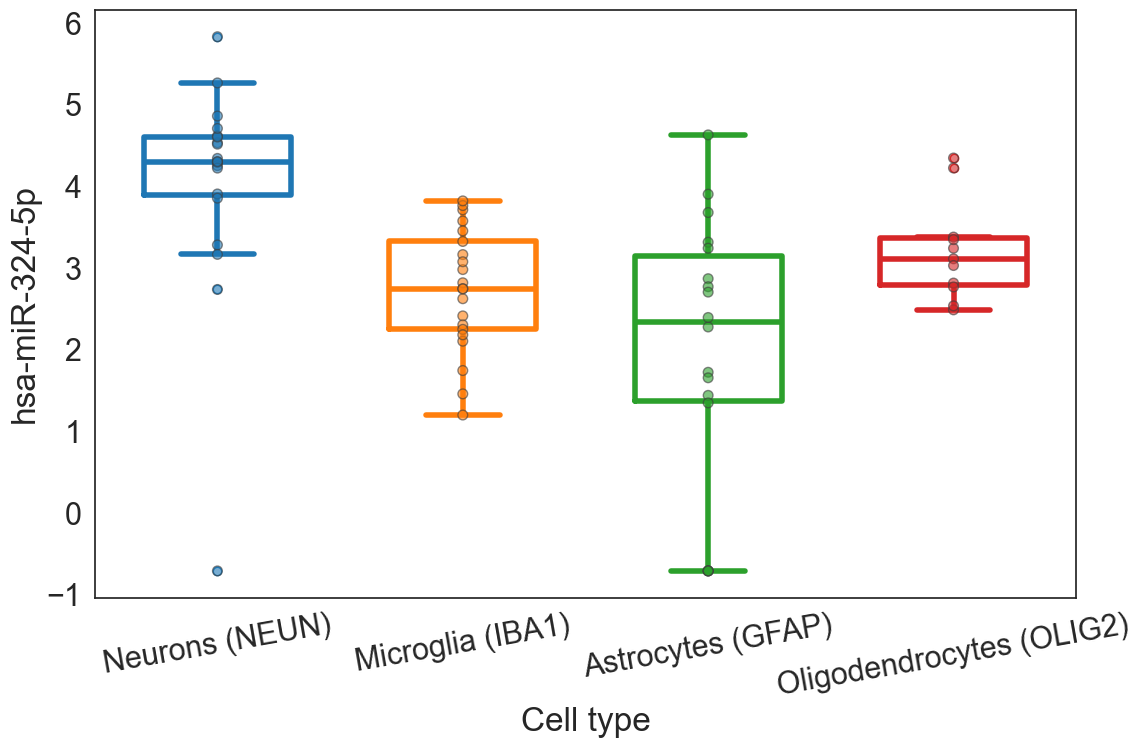 6
5
4
3
2
1
0
−1
hsa-miR-324-5p
Neurons (NEUN)
Microglia (IBA1)
Astrocytes (GFAP)
Oligodendrocytes (OLIG2)
Cell type